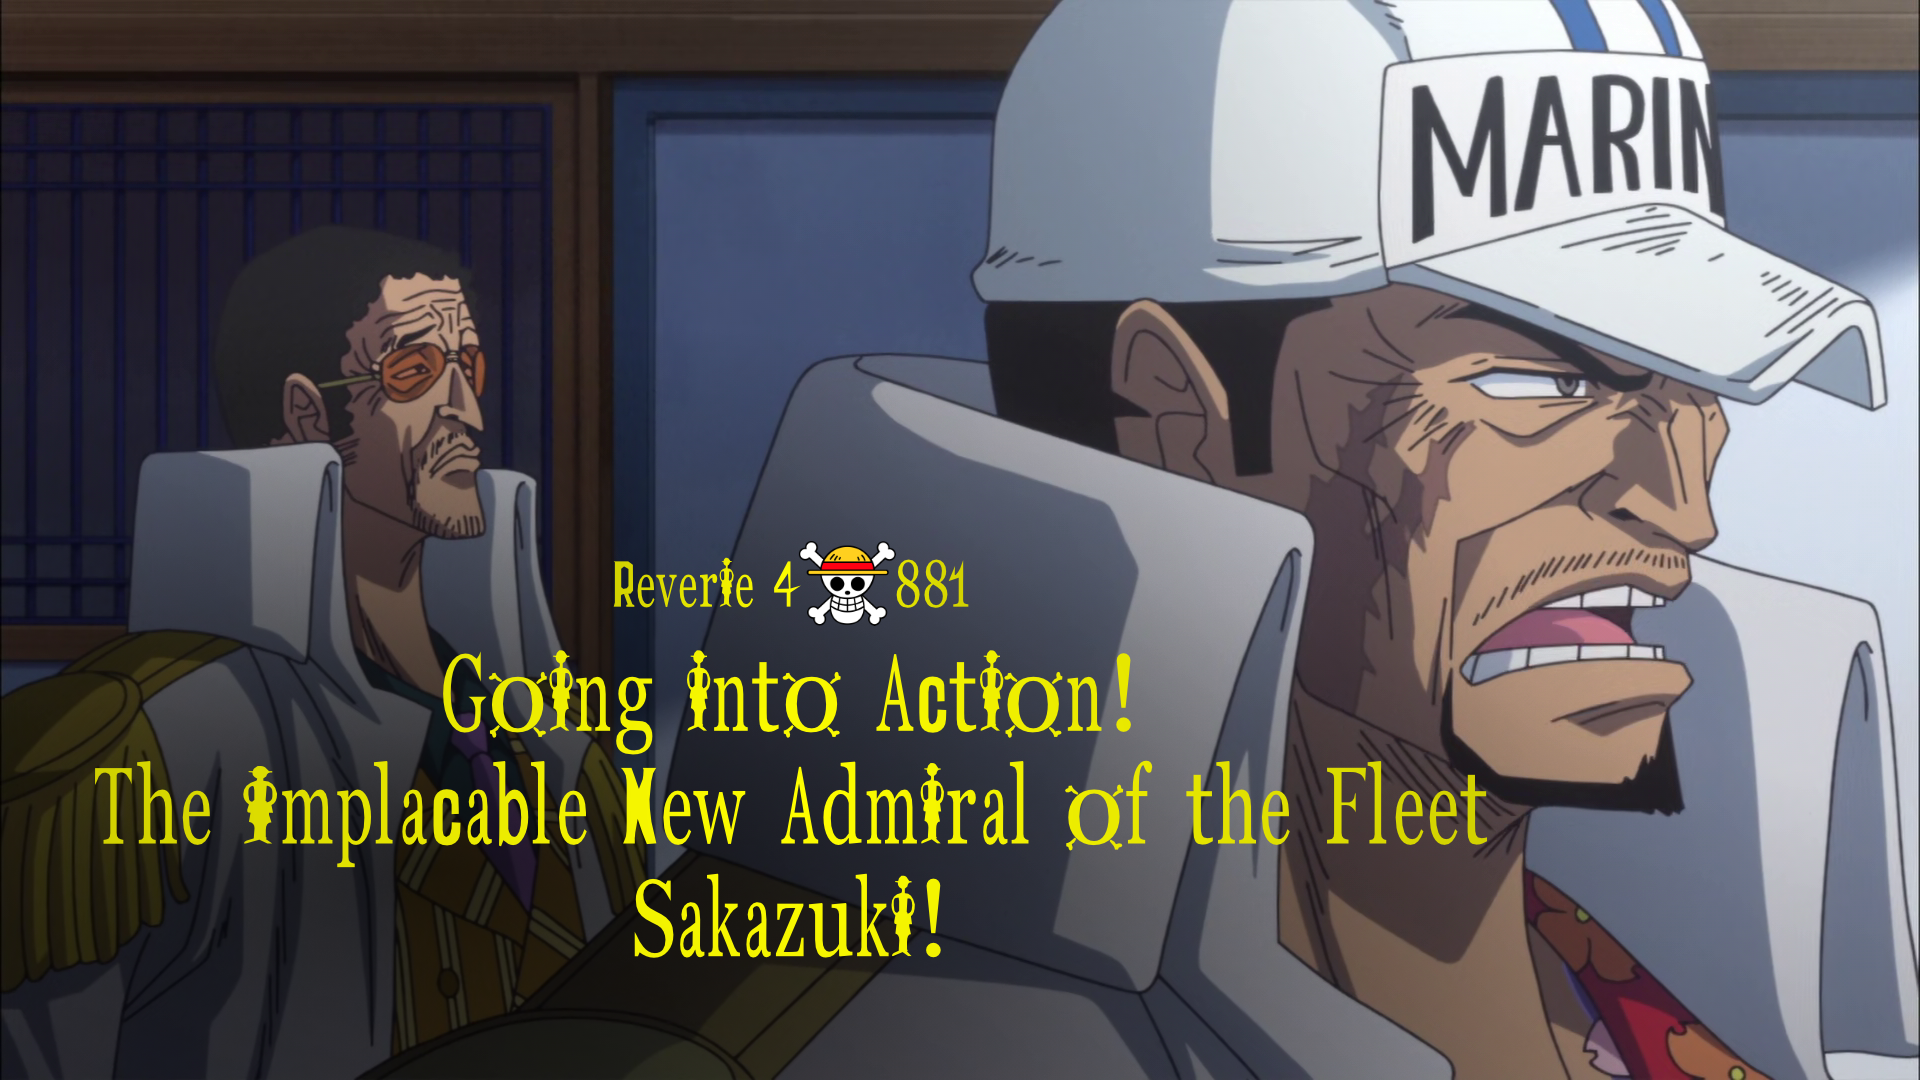 MARIN
Reverie 4 881
Going into Action!
The Implacable New Admiral of the Fleet
Sakazuki!